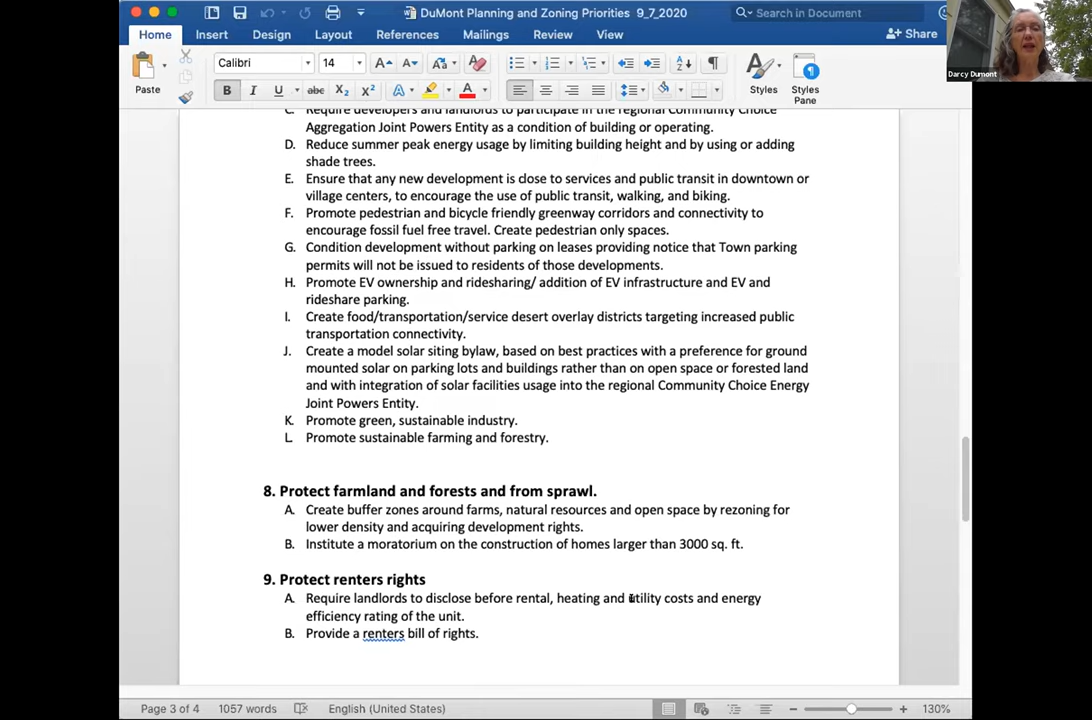 DuMont Planning and Zoning Priorities 9_7_2020
Search in Document
Home Insert Design Layout References Mailings Review View Share
Calibri 14
Paste
Styles
Styles Pane
Darcy Dumont
C. Require developers and landlords to participate in the regional Community Choice
Aggregation Joint Powers Entity as a condition of building or operating.
D. Reduce summer peak energy usage by limiting building height and by using or adding
shade trees.
E. Ensure that any new development is close to services and public transit in downtown or
village centers, to encourage the use of public transit, walking, and biking.
F. Promote pedestrian and bicycle friendly greenway corridors and connectivity to
encourage fossil fuel free travel. Create pedestrian only spaces.
G. Condition development without parking on leases providing notice that Town parking
permits will not be issued to residents of those developments.
H. Promote EV ownership and ridesharing/ addition of EV infrastructure and EV and
rideshare parking.
I. Create food/transportation/service desert overlay districts targeting increased public
transportation connectivity.
J. Create a model solar siting bylaw, based on best practices with a preference for ground
mounted solar on parking lots and buildings rather than on open space or forested land
and with integration of solar facilities usage into the regional Community Choice Energy
Joint Powers Entity.
K. Promote green, sustainable industry.
L. Promote sustainable farming and forestry.
8. Protect farmland and forests and from sprawl.
A. Create buffer zones around farms, natural resources and open space by rezoning for
lower density and acquiring development rights.
B. Institute a moratorium on the construction of homes larger than 3000 sq. ft.
9. Protect renters rights
A. Require landlords to disclose before rental, heating and utility costs and energy
efficiency rating of the unit.
B. Provide a renters bill of rights.
Page 3 of 4 1057 words English (United States) 130%